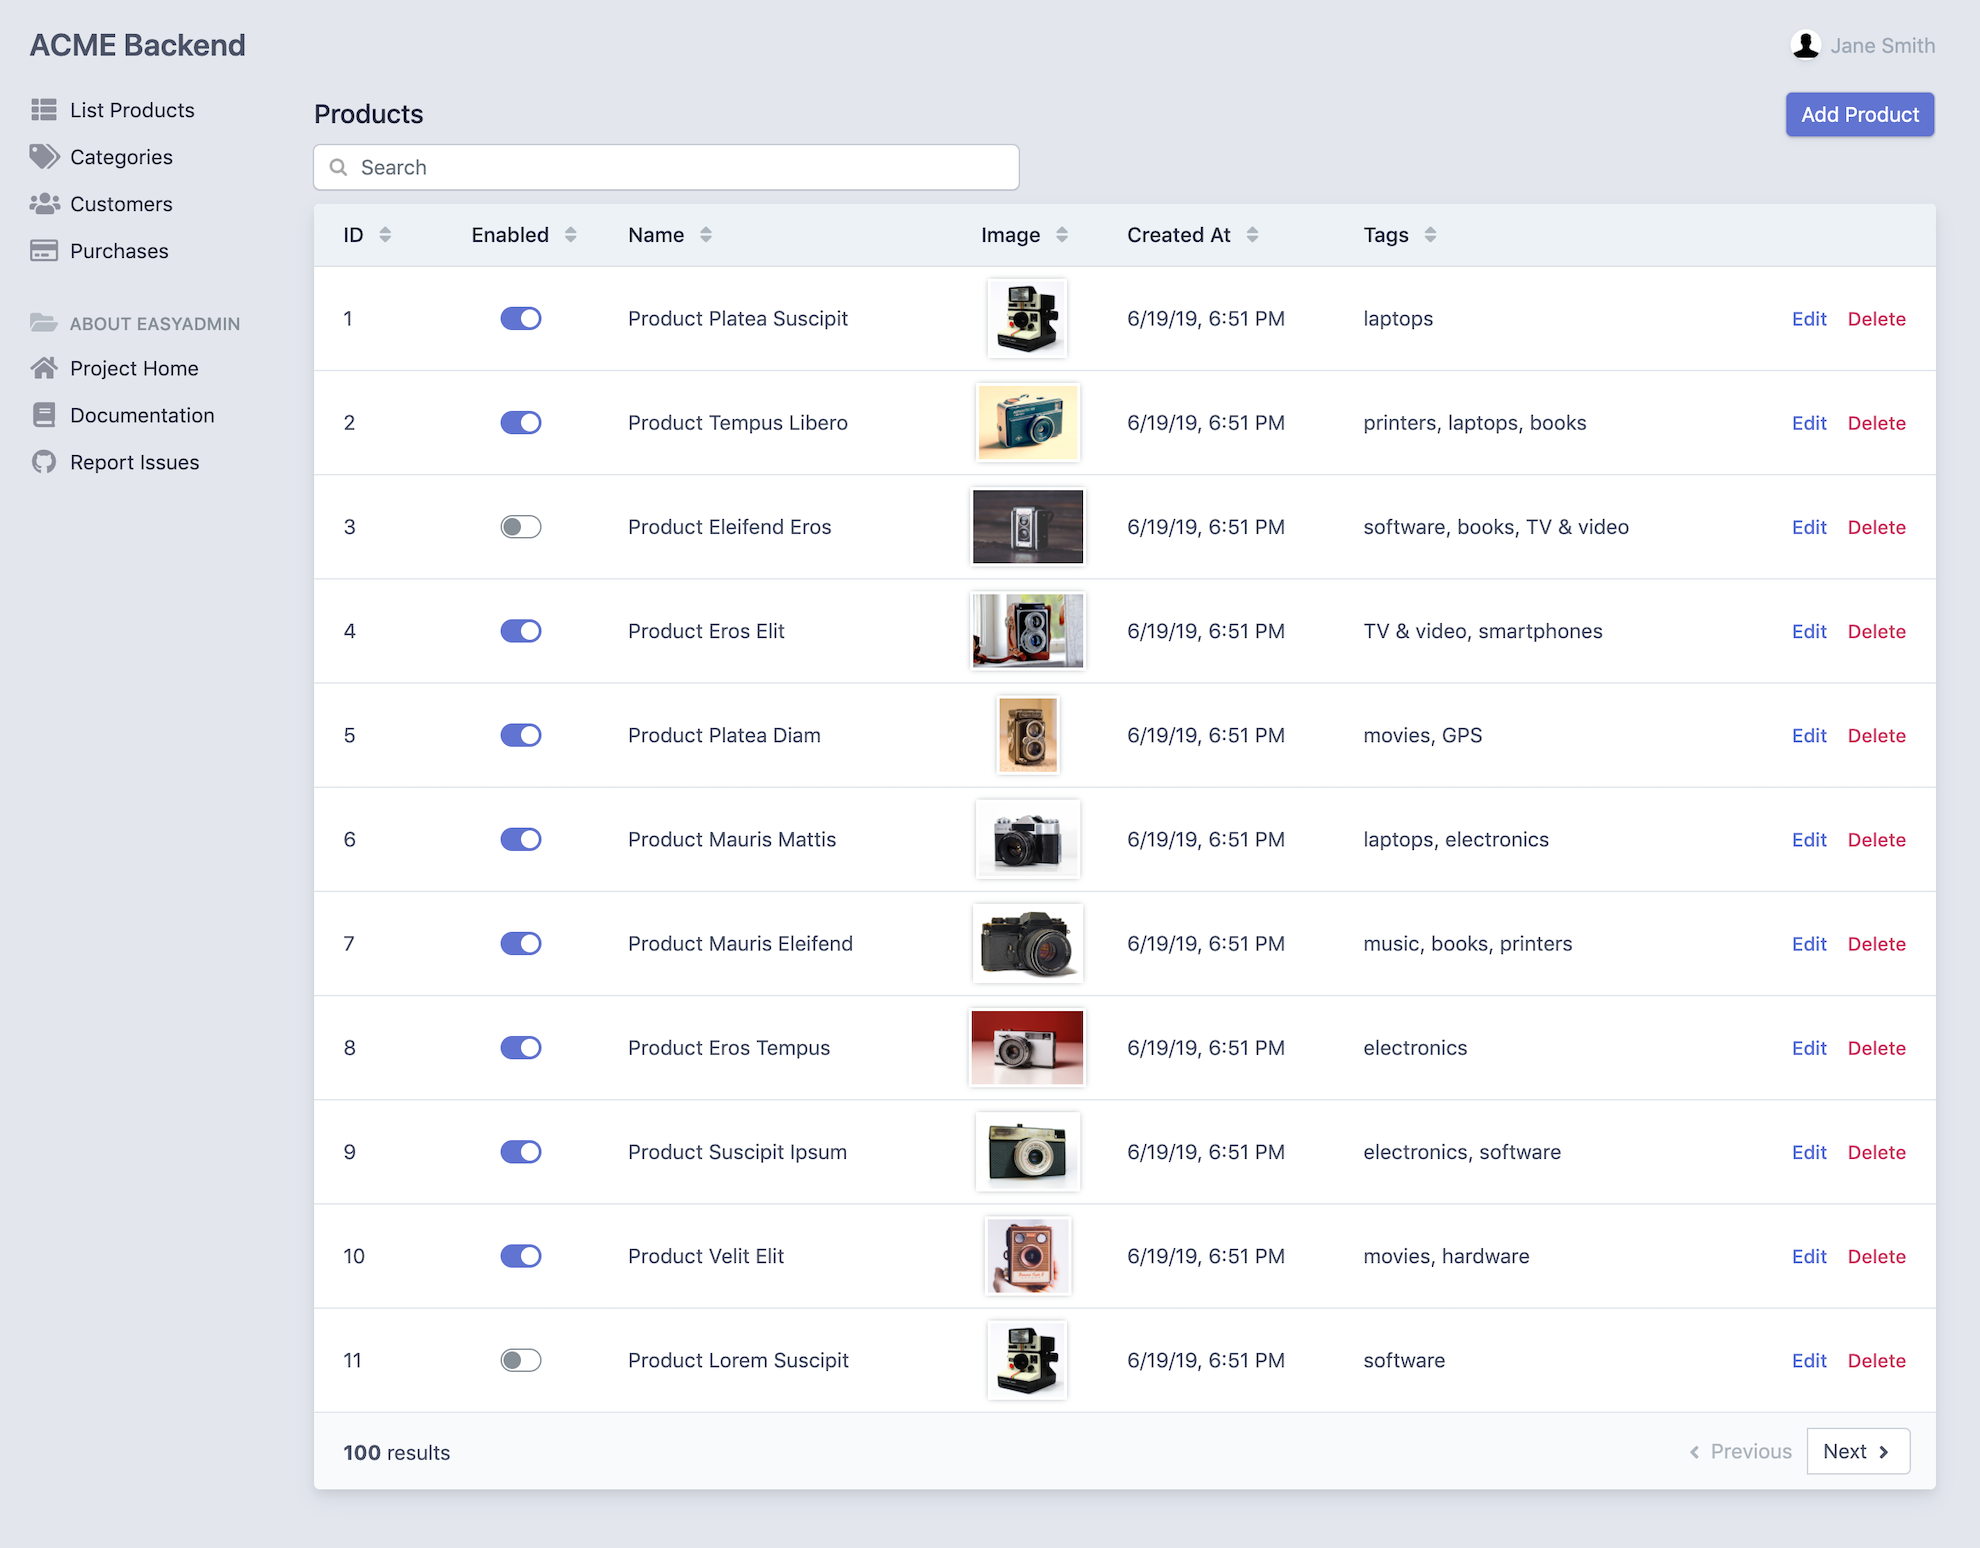 ACME Backend
Jane Smith
List Products
Categories
Customers
Purchases
ABOUT EASYADMIN
Project Home
Documentation
Report Issues
Products
Add Product
Search
ID Enabled Name Image Created At Tags
1 Product Platea Suscipit 6/19/19, 6:51 PM laptops Edit Delete
2 Product Tempus Libero 6/19/19, 6:51 PM printers, laptops, books Edit Delete
3 Product Eleifend Eros 6/19/19, 6:51 PM software, books, TV & video Edit Delete
4 Product Eros Elit 6/19/19, 6:51 PM TV & video, smartphones Edit Delete
5 Product Platea Diam 6/19/19, 6:51 PM movies, GPS Edit Delete
6 Product Mauris Mattis 6/19/19, 6:51 PM laptops, electronics Edit Delete
7 Product Mauris Eleifend 6/19/19, 6:51 PM music, books, printers Edit Delete
8 Product Eros Tempus 6/19/19, 6:51 PM electronics Edit Delete
9 Product Suscipit Ipsum 6/19/19, 6:51 PM electronics, software Edit Delete
10 Product Velit Elit 6/19/19, 6:51 PM movies, hardware Edit Delete
11 Product Lorem Suscipit 6/19/19, 6:51 PM software Edit Delete
100 results
Previous Next